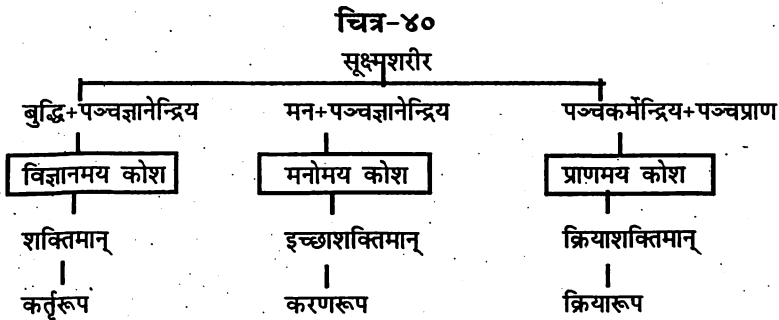 चित्र-४०
सूक्ष्मशरीर
बुद्धि+पञ्चज्ञानेन्द्रिय मन+पञ्चज्ञानेन्द्रिय पञ्चकर्मेन्द्रिय+पञ्चप्राण
विज्ञानमय कोश मनोमय कोश प्राणमय कोश
शक्तिमान् इच्छाशक्तिमान् क्रियाशक्तिमान्
कर्तृरूप करणरूप क्रियारूप